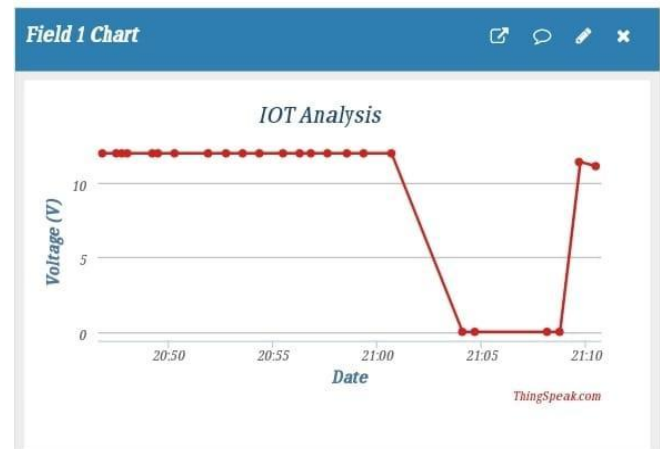 Field 1 Chart
IOT Analysis
Voltage (V)
10
5
0
20:50 20:55 21:00 21:05 21:10
Date
ThingSpeak.com